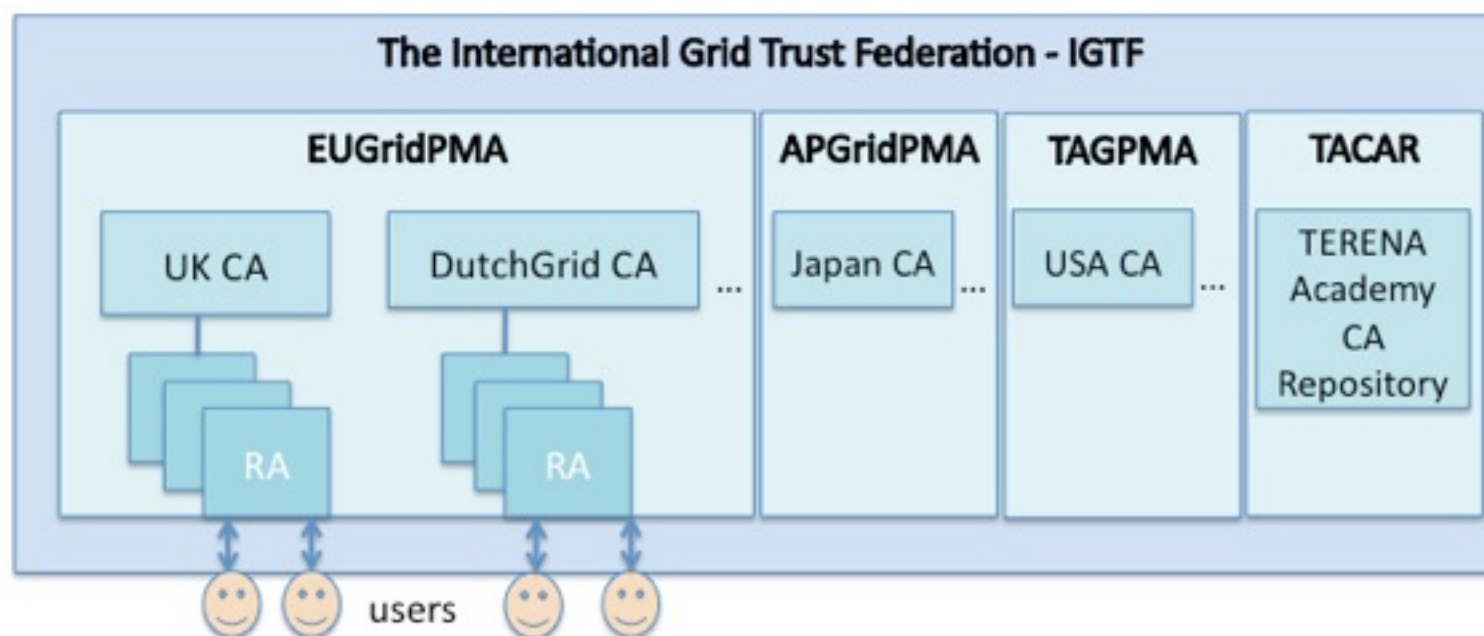 The International Grid Trust Federation - IGTF
EUGridPMA
APGridPMA
TAGPMA
TACAR
UK CA
DutchGrid CA
...
Japan CA
...
USA CA
...
TERENA
Academy
CA
Repository
RA
RA
users